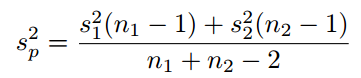 s_p^2 = \frac{s_1^2(n_1 - 1) + s_2^2(n_2 - 1)}{n_1 + n_2 - 2}